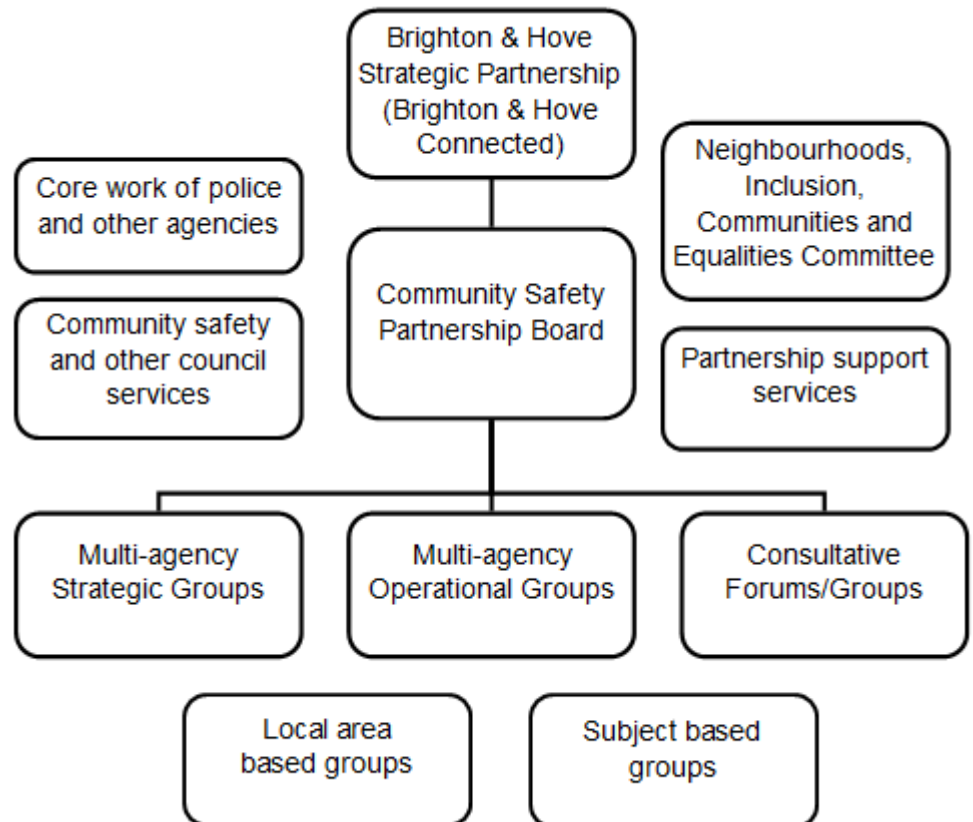 Brighton & Hove
Strategic Partnership
(Brighton & Hove
Connected)
Core work of police
and other agencies
Neighbourhoods,
Inclusion,
Communities and
Equalities Committee
Community Safety
Partnership Board
Community safety
and other council
services
Partnership support
services
Multi-agency
Strategic Groups
Multi-agency
Operational Groups
Consultative
Forums/Groups
Local area
based groups
Subject based
groups